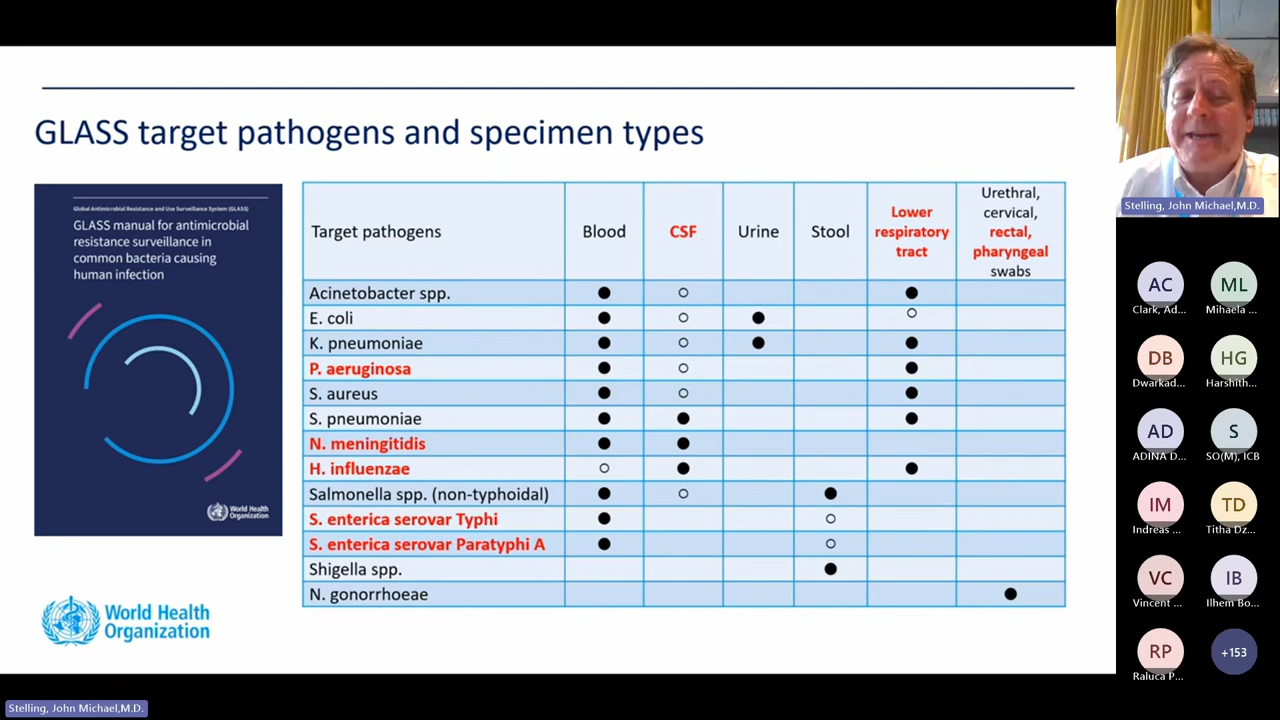 GLASS target pathogens and specimen types
Global Antimicrobial Resistance and Use Surveillance System (GLASS)
GLASS manual for antimicrobial
resistance surveillance in
common bacteria causing
human infection
World Health
Organization
World Health
Organization
Target pathogens
Blood
CSF
Urine
Stool
Lower
respiratory
tract
Urethral,
cervical,
rectal,
pharyngeal
swabs
Acinetobacter spp. ● ○ ●
E. coli ● ○ ● ○
K. pneumoniae ● ○ ● ●
P. aeruginosa ● ○ ●
S. aureus ● ○ ●
S. pneumoniae ● ● ●
N. meningitidis ● ●
H. influenzae ○ ● ●
Salmonella spp. (non-typhoidal) ● ○ ●
S. enterica serovar Typhi ● ○
S. enterica serovar Paratyphi A ● ○
Shigella spp. ●
N. gonorrhoeae ●
Stelling, John Michael,M.D.
AC
Clark, Ad...
ML
Mihaela ...
DB
Dwarkad...
HG
Harshith...
AD
ADINA D...
S
SO(M), ICB
IM
Indreas ...
TD
Titha Dz...
VC
Vincent ...
IB
Ilhem Bo...
RP
Raluca P...
+153
Stelling, John Michael,M.D.